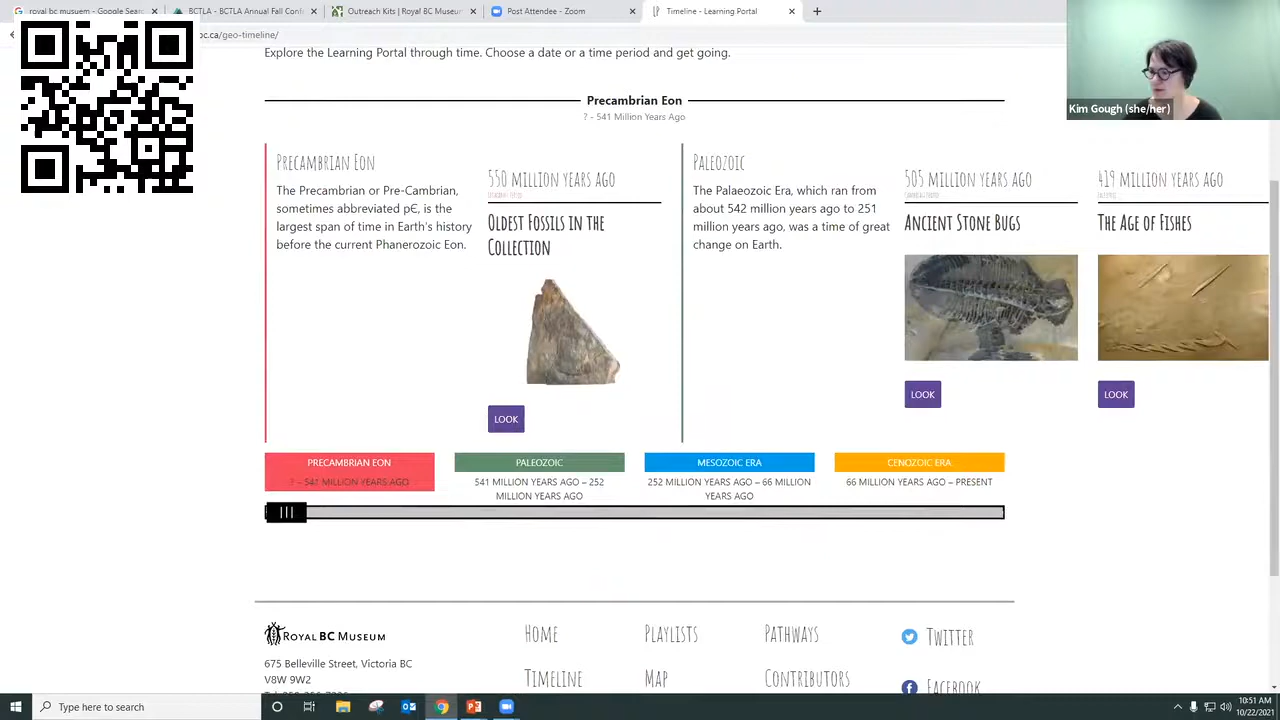 royal bc museum - Google Sear
BCTLA - BCTLA Annual Fall Con
Outreach Kits | Royal BC Museum
Post Attendee - Zoom
Timeline - Learning Portal
bc.ca/geo-timeline/
Explore the Learning Portal through time. Choose a date or a time period and get going.
Kim Gough (she/her)
Precambrian Eon
? - 541 Million Years Ago
Precambrian Eon
The Precambrian or Pre-Cambrian,
sometimes abbreviated pЄ, is the
largest span of time in Earth's history
before the current Phanerozoic Eon.
550 million years ago
Oldest Fossils in the
Collection
LOOK
Paleozoic
The Palaeozoic Era, which ran from
about 542 million years ago to 251
million years ago, was a time of great
change on Earth.
505 million years ago
Ancient Stone Bugs
LOOK
419 million years ago
The Age of Fishes
LOOK
PRECAMBRIAN EON
? – 541 MILLION YEARS AGO
PALEOZOIC
541 MILLION YEARS AGO – 252
MILLION YEARS AGO
MESOZOIC ERA
252 MILLION YEARS AGO – 66 MILLION
YEARS AGO
CENOZOIC ERA
66 MILLION YEARS AGO – PRESENT
Royal BC Museum
675 Belleville Street, Victoria BC
V8W 9W2
Home
Playlists
Pathways
Twitter
Timeline
Map
Contributors
Facebook
Type here to search
10:51 AM
10/22/2021